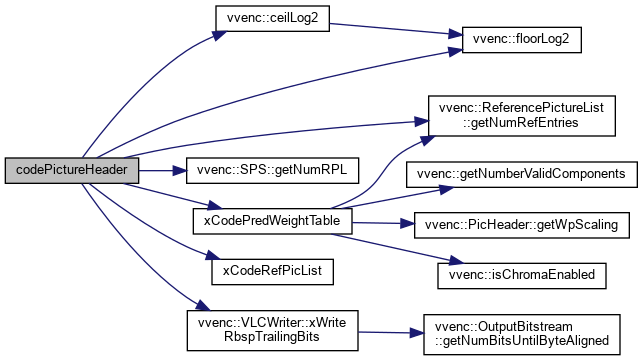 vvenc::ceilLog2
vvenc::floorLog2
vvenc::ReferencePictureList
::getNumRefEntries
codePictureHeader
vvenc::SPS::getNumRPL
vvenc::getNumberValidComponents
xCodePredWeightTable
vvenc::PicHeader::getWpScaling
xCodeRefPicList
vvenc::isChromaEnabled
vvenc::VLCWriter::xWrite
RbspTrailingBits
vvenc::OutputBitstream
::getNumBitsUntilByteAligned